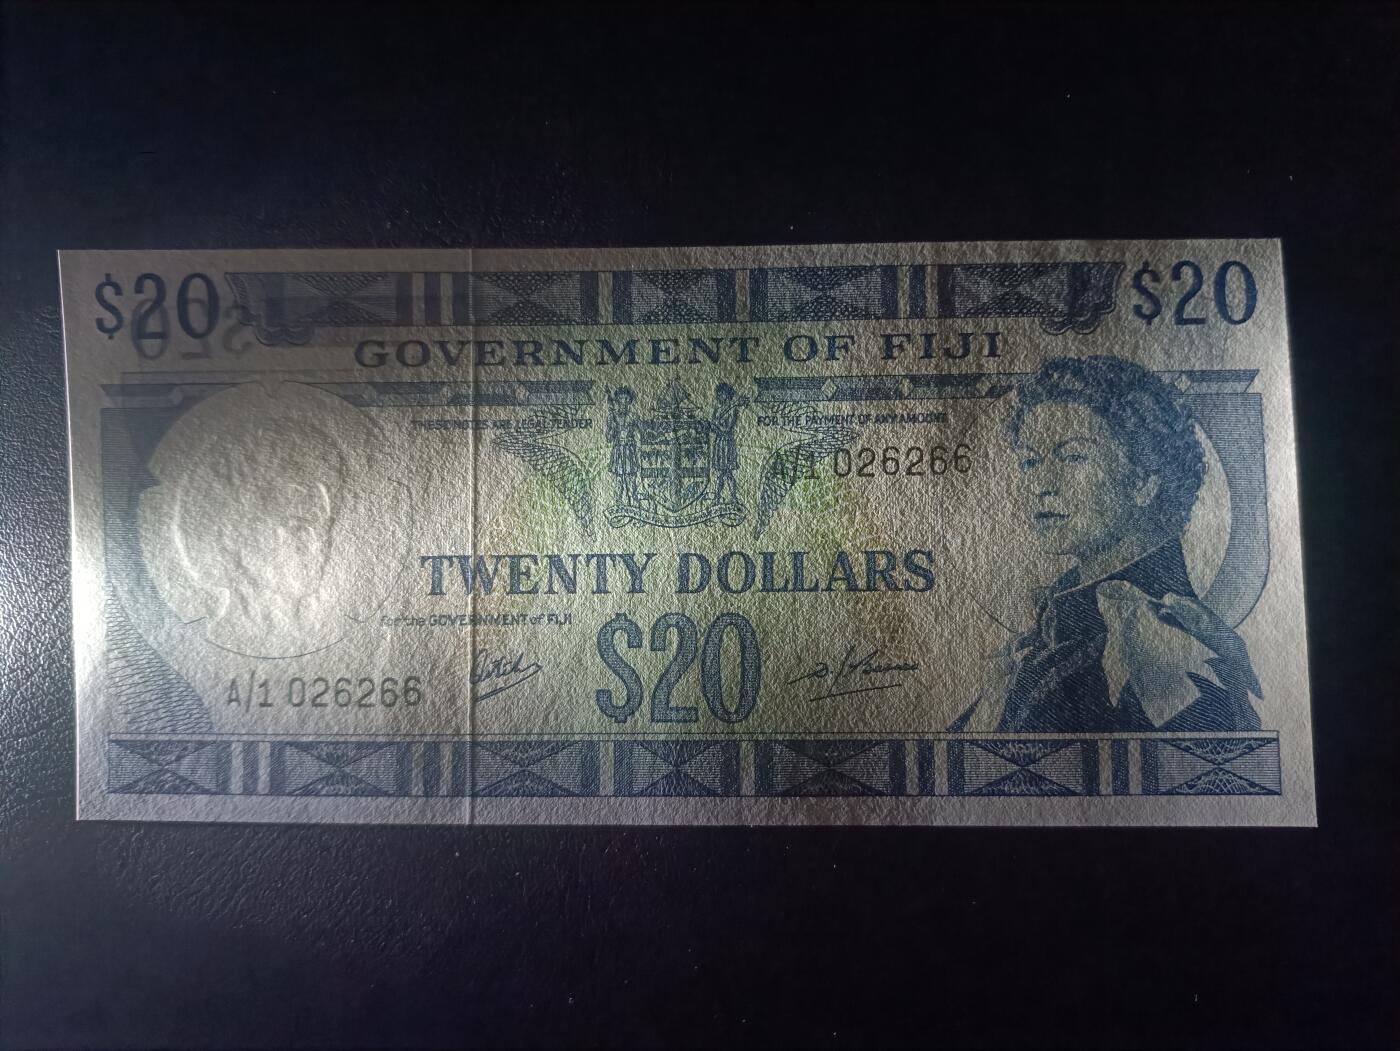 $20 $20
GOVERNMENT OF FIJI
THESE NOTES ARE LEGAL TENDER FOR THE PAYMENT OF ANY AMOUNT
A/1 026266
TWENTY DOLLARS
for the GOVERNMENT of FIJI
$20
A/1 026266